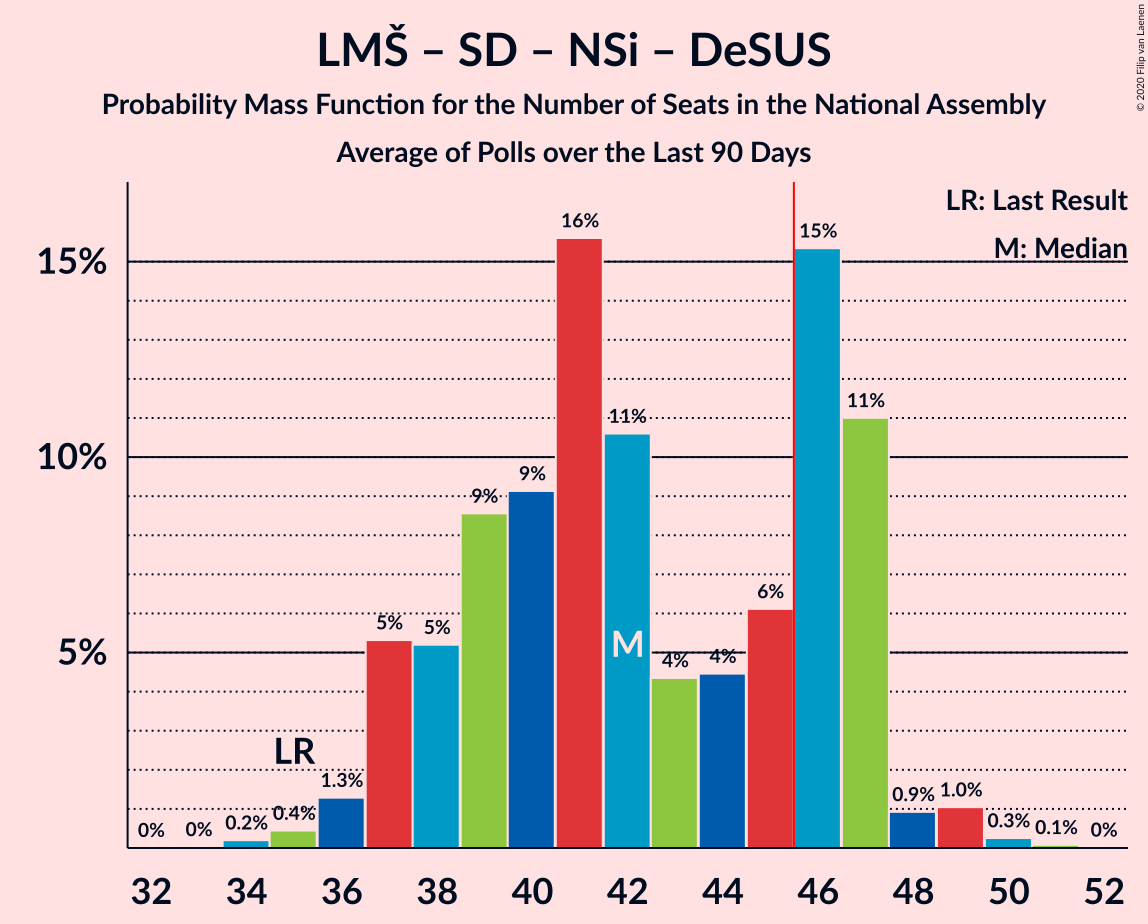 LMŠ – SD – NSi – DeSUS
Probability Mass Function for the Number of Seats in the National Assembly
Average of Polls over the Last 90 Days
© 2020 Filip van Laenen
LR: Last Result
M: Median
15%
10%
5%
0%
0%
0.2%
0.4%
LR
1.3%
5%
5%
9%
9%
16%
11%
M
4%
4%
6%
15%
11%
0.9%
1.0%
0.3%
0.1%
0%
32 34 36 38 40 42 44 46 48 50 52